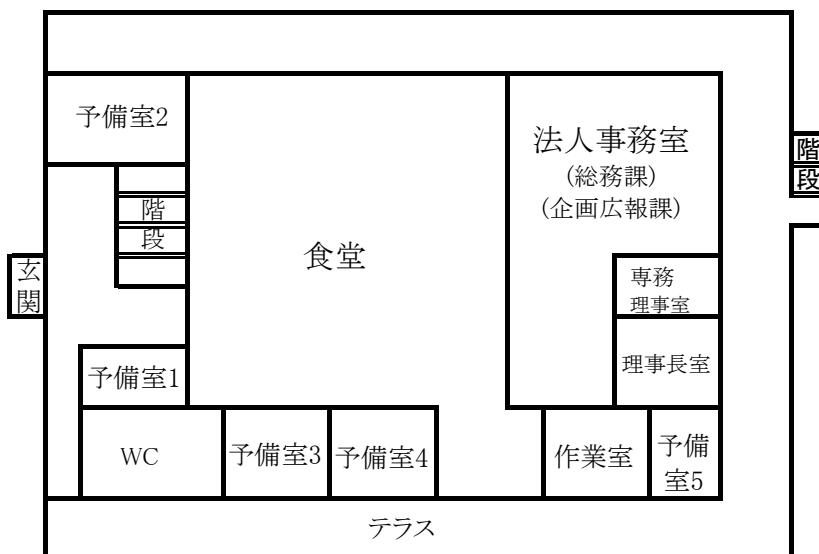 予備室2
法人事務室
(総務課)
(企画広報課)
階
段
階
段
食堂
玄
関
専務
理事室
理事長室
予備室1
WC
予備室3
予備室4
作業室
予備
室5
テラス